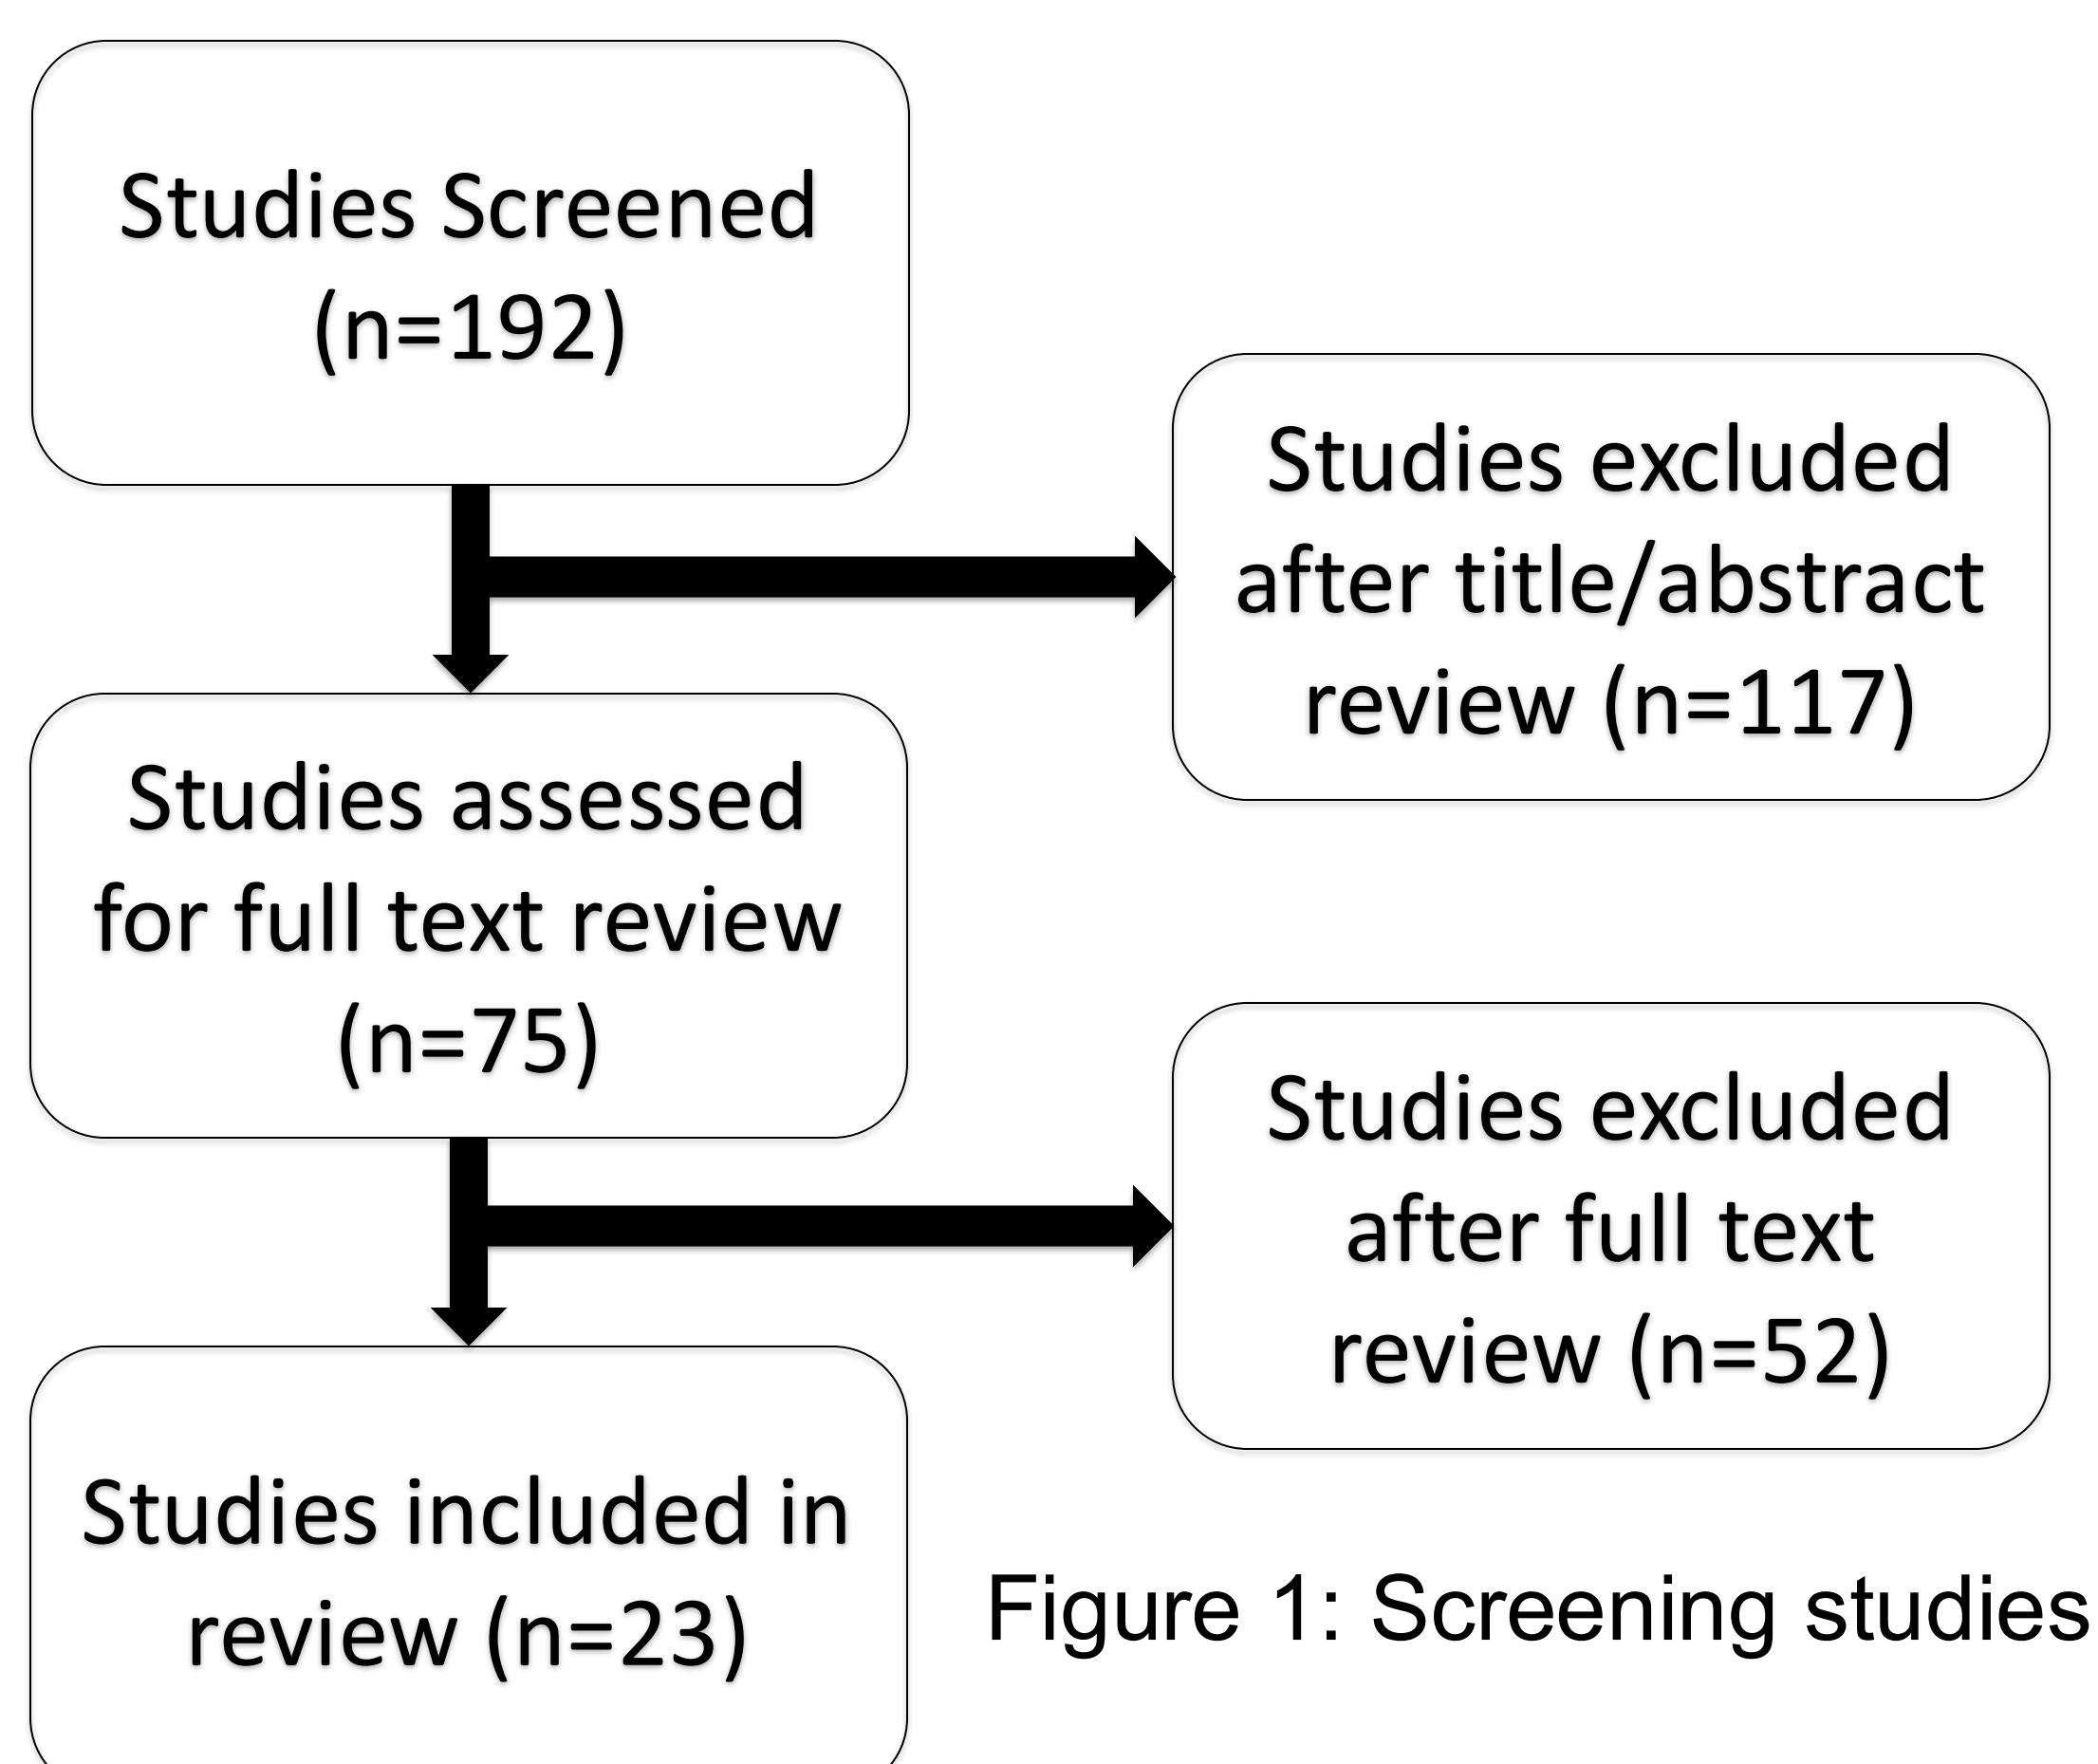 Studies Screened
(n=192)
Studies excluded
after title/abstract
review (n=117)
Studies assessed
for full text review
(n=75)
Studies excluded
after full text
review (n=52)
Studies included in
review (n=23)
Figure 1: Screening studies